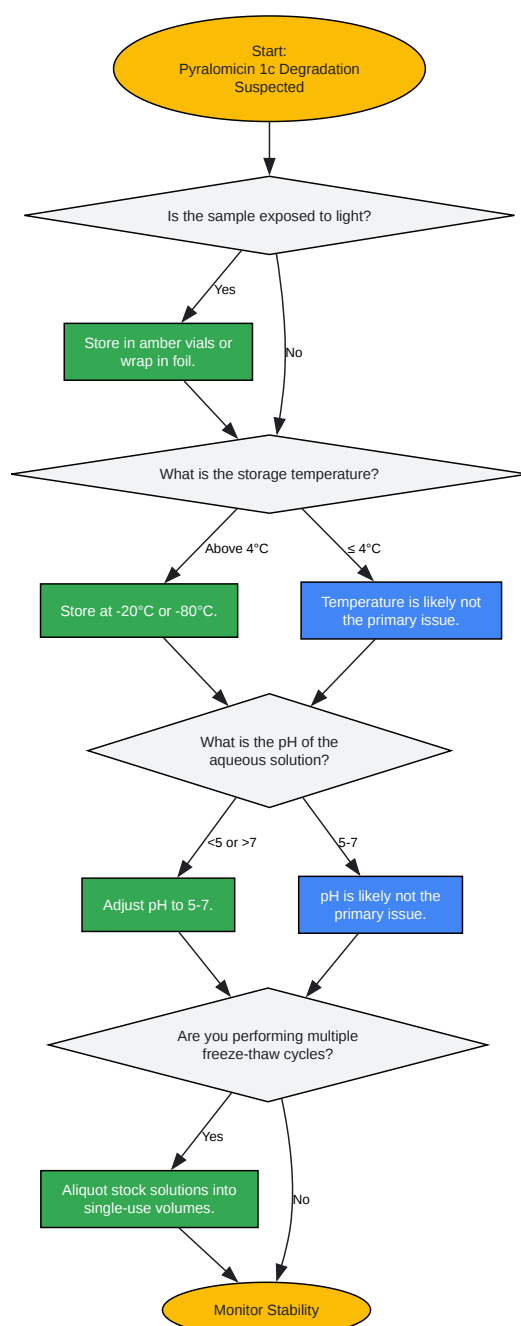 Start:
Pyralomicin 1c Degradation
Suspected
Is the sample exposed to light?
Yes
Store in amber vials or
wrap in foil.
No
What is the storage temperature?
Above 4°C
≤ 4°C
Store at -20°C or -80°C.
Temperature is likely not
the primary issue.
What is the pH of the
aqueous solution?
<5 or >7
5-7
Adjust pH to 5-7.
pH is likely not the
primary issue.
Are you performing multiple
freeze-thaw cycles?
Yes
Aliquot stock solutions into
single-use volumes.
No
Monitor Stability